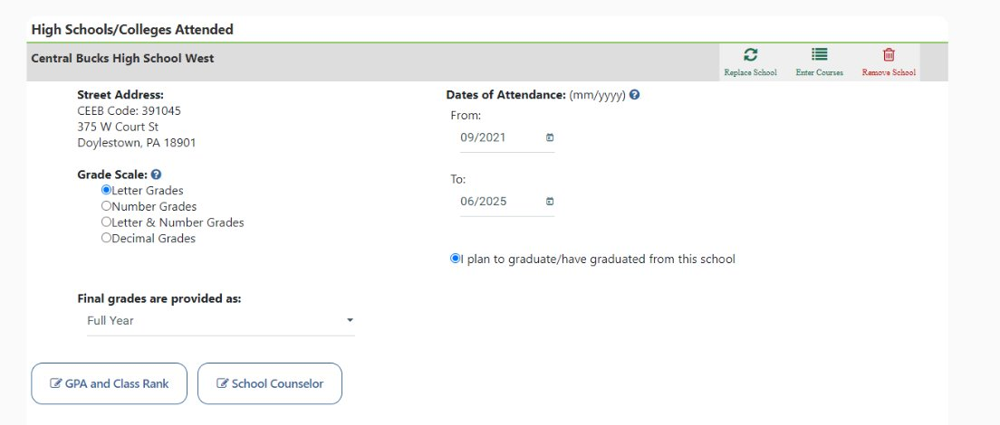 High Schools/Colleges Attended
Central Bucks High School West
Replace School
Enter Courses
Remove School
Street Address:
CEEB Code: 391045
375 W Court St
Doylestown, PA 18901
Grade Scale:
Letter Grades
Number Grades
Letter & Number Grades
Decimal Grades
Final grades are provided as:
Full Year
Dates of Attendance: (mm/yyyy)
From:
09/2021
To:
06/2025
I plan to graduate/have graduated from this school
GPA and Class Rank
School Counselor